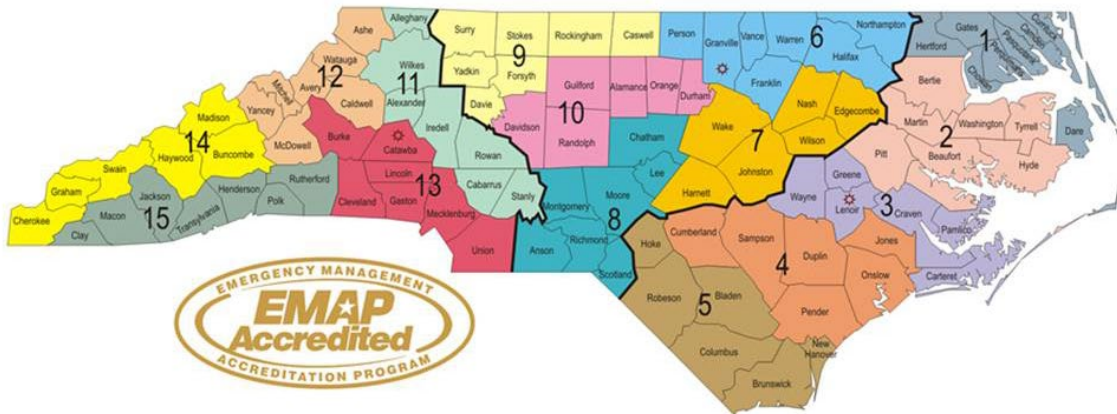 Ashe
Alleghany
Surry
Stokes
Rockingham
Caswell
Person
Granville
Vance
Warren
Northampton
Hertford
Gates
Currituck
Camden
Pasquotank
Perquimans
Chowan
1
9
6
Watauga
12
Wilkes
11
Yadkin
Forsyth
Halifax
Bertie
Mitchell
Avery
Caldwell
Alexander
Davie
Guilford
Alamance
Orange
Durham
Franklin
Nash
Edgecombe
Martin
Washington
Tyrrell
Dare
Yancey
Madison
14
Burke
Iredell
Davidson
10
Randolph
Chatham
Wake
7
Wilson
2
Pitt
Beaufort
Hyde
McDowell
Buncombe
Haywood
Swain
Catawba
Rowan
Lee
Johnston
Greene
Graham
Jackson
Henderson
Rutherford
Lincoln
13
Cabarrus
Stanly
Moore
Harnett
Wayne
Lenoir
3
Craven
Cherokee
Macon
15
Clay
Transylvania
Polk
Cleveland
Gaston
Mecklenburg
Montgomery
8
Pamlico
Union
Anson
Richmond
Scotland
Hoke
Cumberland
Sampson
Duplin
4
Jones
Onslow
Carteret
Robeson
5
Bladen
Pender
Columbus
New
Hanover
Brunswick
EMERGENCY MANAGEMENT
EMAP
Accredited
ACCREDITATION PROGRAM